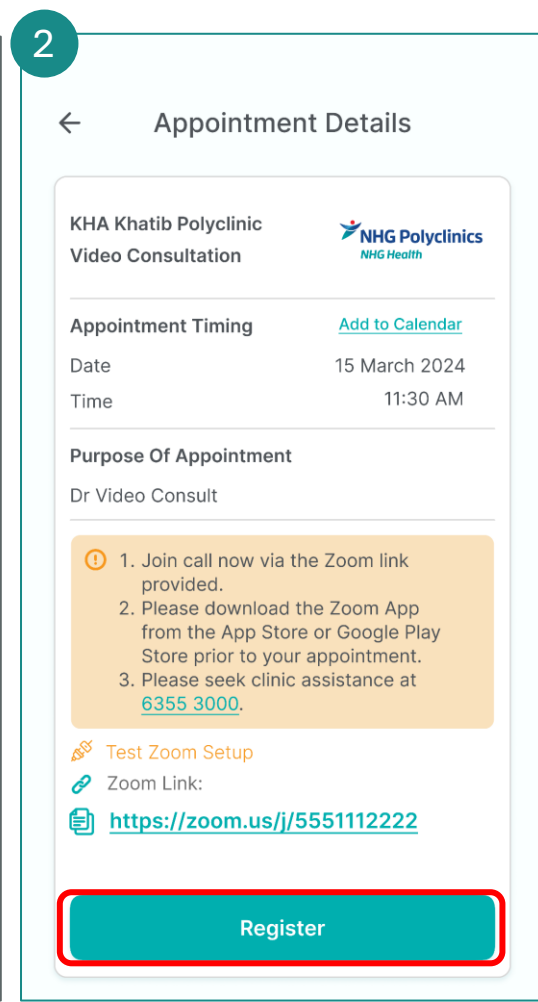 2
Appointment Details
KHA Khatib Polyclinic
Video Consultation
NHG Polyclinics
NHG Health
Appointment Timing
Add to Calendar
Date
15 March 2024
Time
11:30 AM
Purpose Of Appointment
Dr Video Consult
1. Join call now via the Zoom link
provided.
2. Please download the Zoom App
from the App Store or Google Play
Store prior to your appointment.
3. Please seek clinic assistance at
6355 3000.
Test Zoom Setup
Zoom Link:
https://zoom.us/j/5551112222
Register